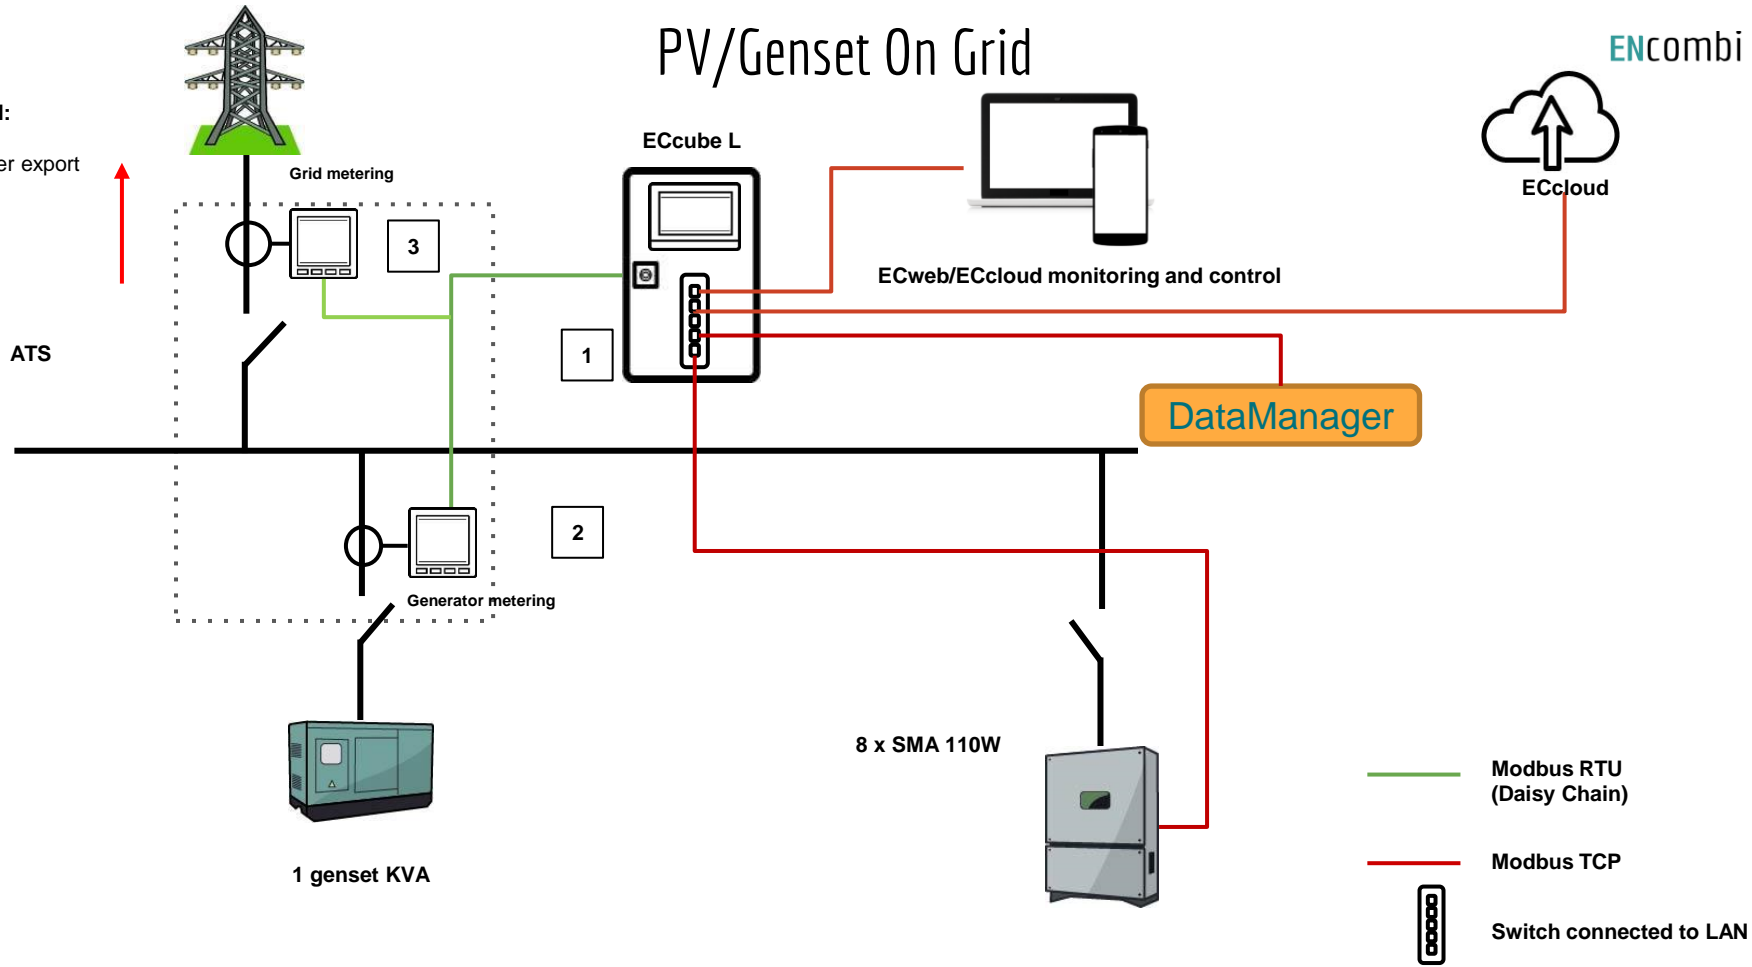 PV/Genset On Grid
ENcombi
er export
ECcube L
Grid metering
ECcloud
3
ECweb/ECcloud monitoring and control
ATS
1
DataManager
2
Generator metering
8 x SMA 110W
Modbus RTU
(Daisy Chain)
1 genset KVA
Modbus TCP
Switch connected to LAN